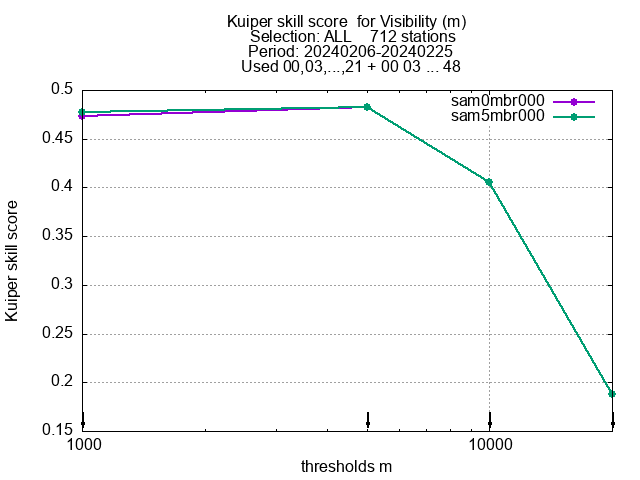 Kuiper skill score  for Visibility (m)
Selection: ALL    712 stations
Period: 20240206-20240225
Used 00,03,...,21 + 00 03 ... 48
sam0mbr000
sam5mbr000
0.5
0.45
0.4
0.35
0.3
0.25
0.2
0.15
Kuiper skill score
1000
10000
thresholds m